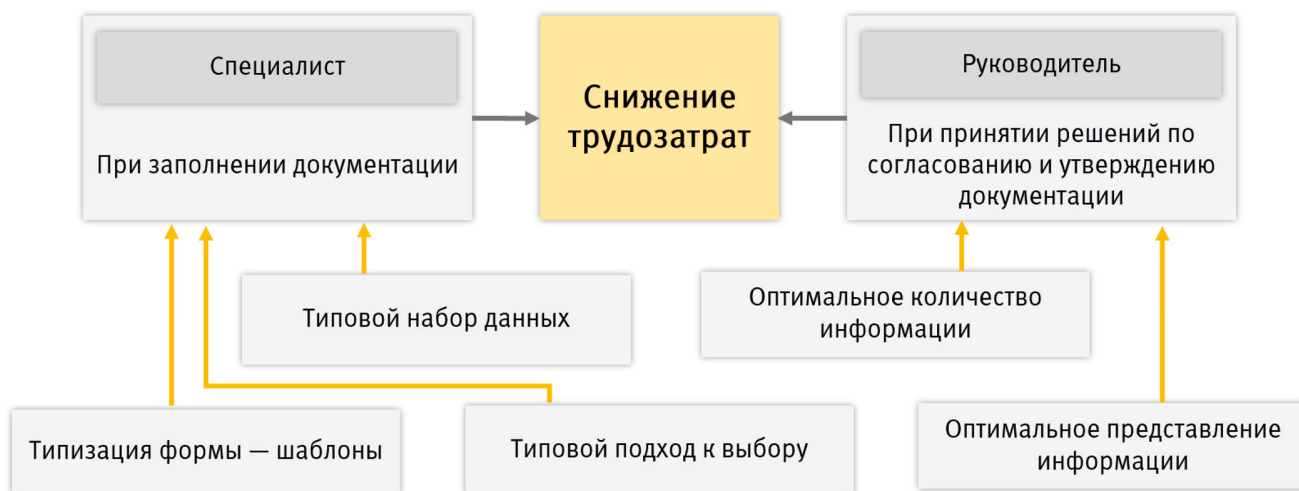 Специалист
При заполнении документации
Снижение
трудозатрат
Руководитель
При принятии решений по
согласованию и утверждению
документации
Типовой набор данных
Оптимальное количество
информации
Типизация формы — шаблоны
Типовой подход к выбору
Оптимальное представление
информации